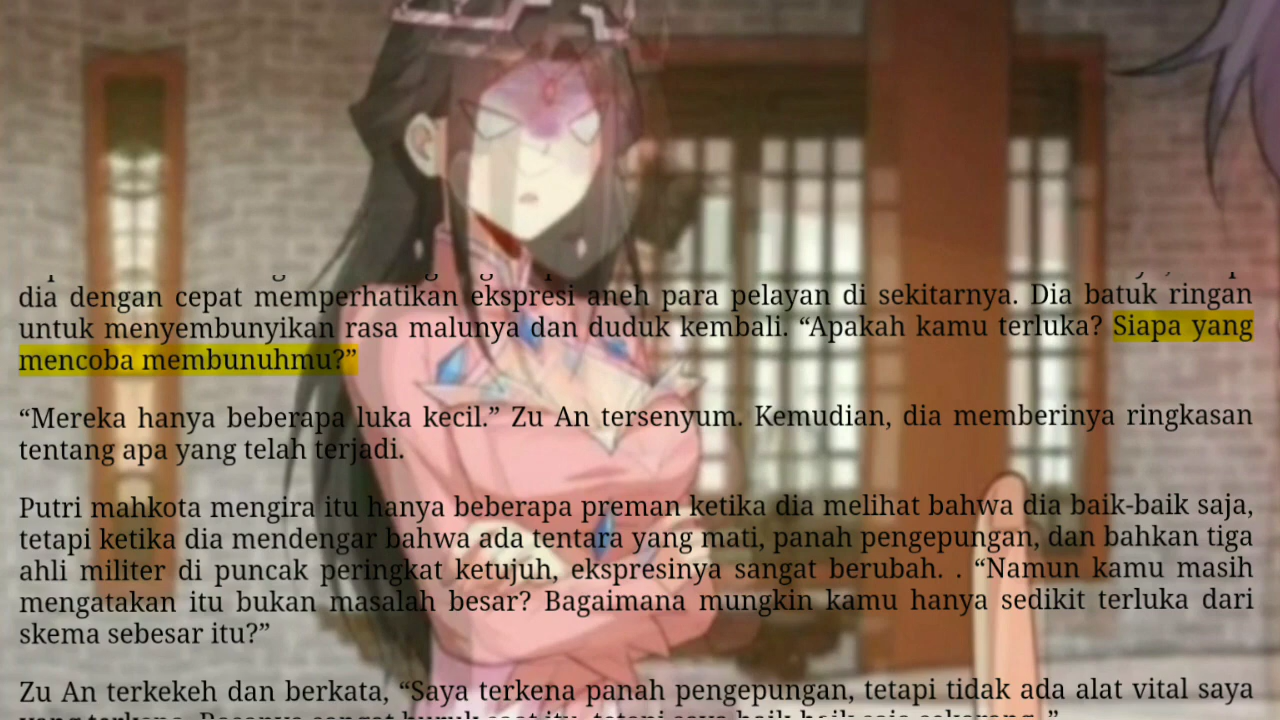 dia dengan cepat memperhatikan ekspresi aneh para pelayan di sekitarnya. Dia batuk ringan
untuk menyembunyikan rasa malunya dan duduk kembali. “Apakah kamu terluka? Siapa yang
mencoba membunuhmu?”
“Mereka hanya beberapa luka kecil.” Zu An tersenyum. Kemudian, dia memberinya ringkasan
tentang apa yang telah terjadi.
Putri mahkota mengira itu hanya beberapa preman ketika dia melihat bahwa dia baik-baik saja,
tetapi ketika dia mendengar bahwa ada tentara yang mati, panah pengepungan, dan bahkan tiga
ahli militer di puncak peringkat ketujuh, ekspresinya sangat berubah. . “Namun kamu masih
mengatakan itu bukan masalah besar? Bagaimana mungkin kamu hanya sedikit terluka dari
skema sebesar itu?”
Zu An terkekeh dan berkata, “Saya terkena panah pengepungan, tetapi tidak ada alat vital saya